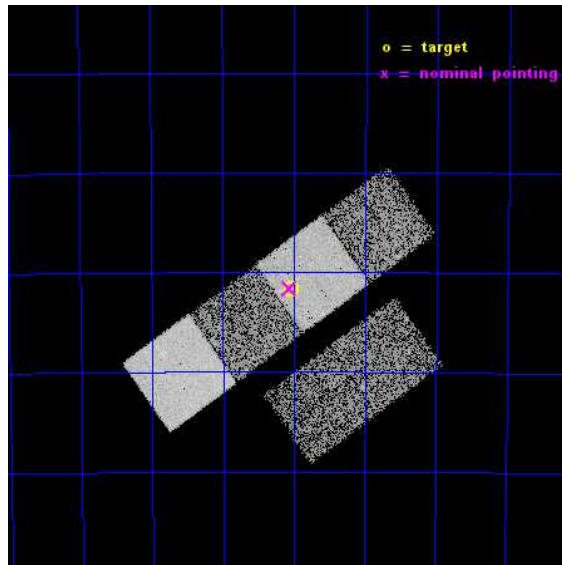 o = target
x = nominal pointing